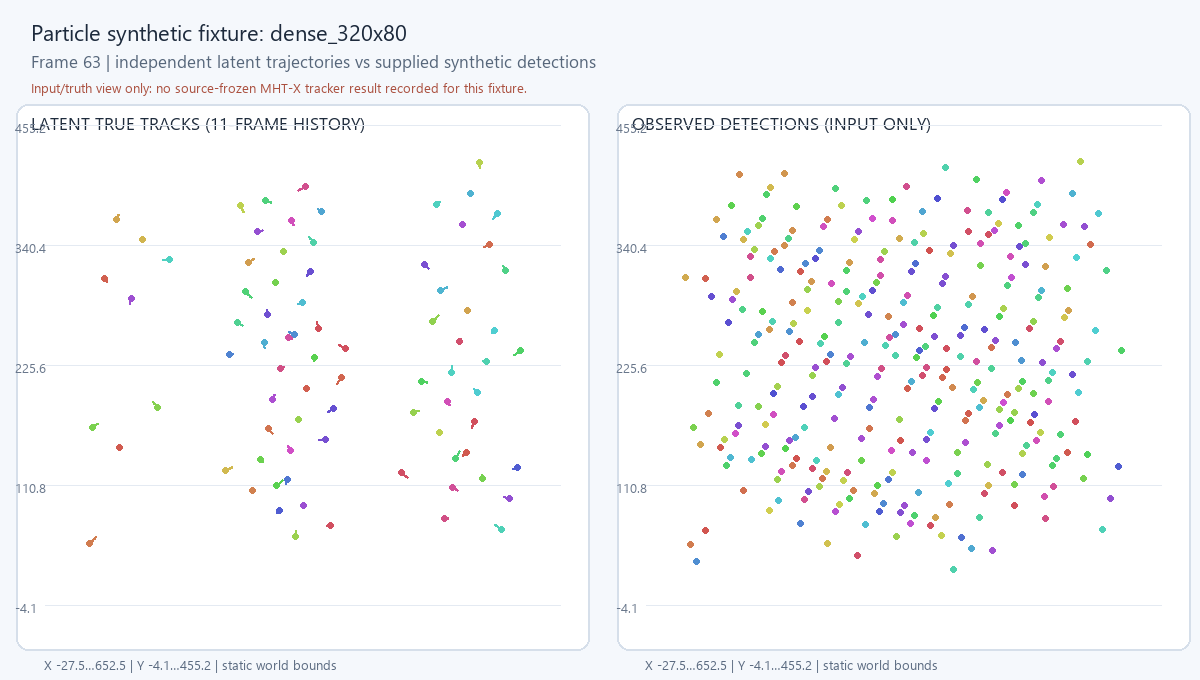 Particle synthetic fixture: dense_320x80
Frame 63 | independent latent trajectories vs supplied synthetic detections
Input/truth view only: no source-frozen MHT-X tracker result recorded for this fixture.
LATENT TRUE TRACKS (11-FRAME HISTORY)
455.2
340.4
225.6
110.8
-4.1
X -27.5...652.5 | Y -4.1...455.2 | static world bounds
OBSERVED DETECTIONS (INPUT ONLY)
455.2
340.4
225.6
110.8
-4.1
X -27.5...652.5 | Y -4.1...455.2 | static world bounds